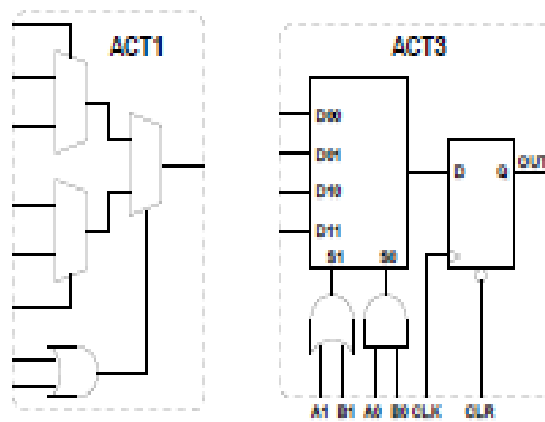 ACT1
ACT3
D00
D01
D10
D11
S1 S0
D Q OUT
A1 B1 A0 B0 CLK CLR